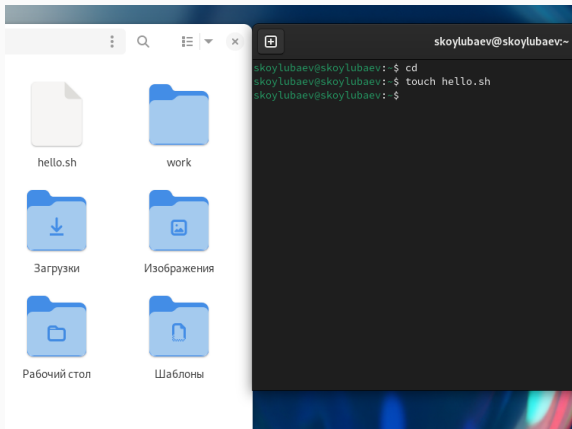 hello.sh
work
Загрузки
Изображения
Рабочий стол
Шаблоны
skoylubaev@skoylubaev:~
skoylubaev@skoylubaev:~$ cd
skoylubaev@skoylubaev:~$ touch hello.sh
skoylubaev@skoylubaev:~$